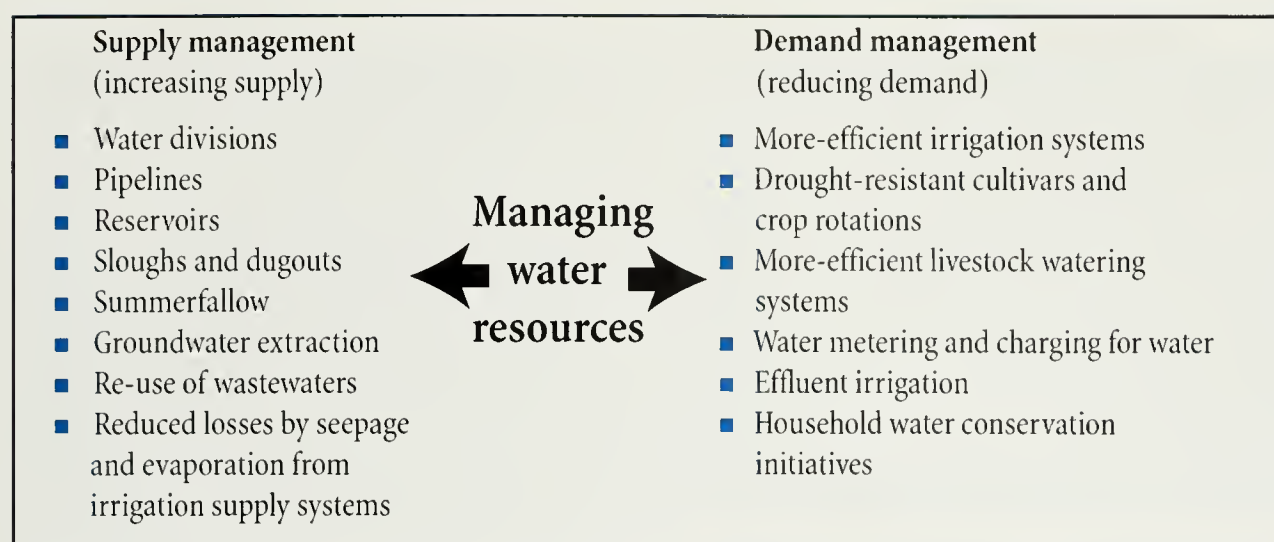 Supply management
(increasing supply)
■ Water divisions
■ Pipelines
■ Reservoirs
■ Sloughs and dugouts
■ Summerfallow
■ Groundwater extraction
■ Re-use of wastewaters
■ Reduced losses by seepage
and evaporation from
irrigation supply systems
Managing
water
resources
Demand management
(reducing demand)
■ More-efficient irrigation systems
■ Drought-resistant cultivars and
crop rotations
■ More-efficient livestock watering
systems
■ Water metering and charging for water
■ Effluent irrigation
■ Household water conservation
initiatives